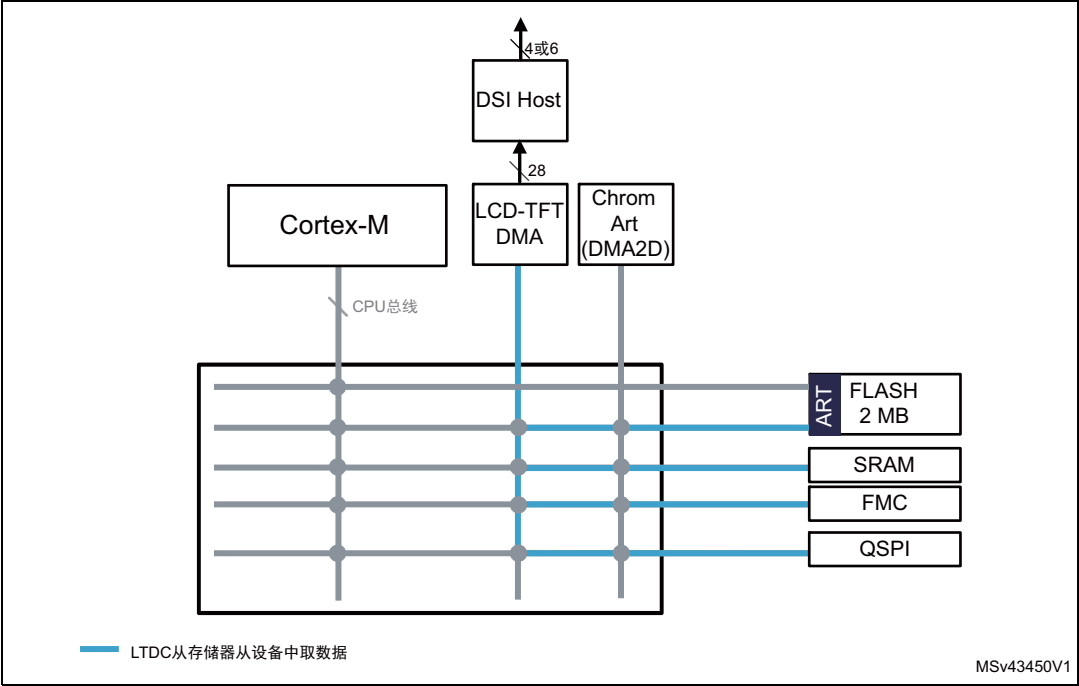 4或6
DSI Host
28
Cortex-M
LCD-TFT
DMA
Chrom
Art
(DMA2D)
CPU总线
ART
FLASH
2 MB
SRAM
FMC
QSPI
LTDC从存储器从设备中取数据
MSv43450V1